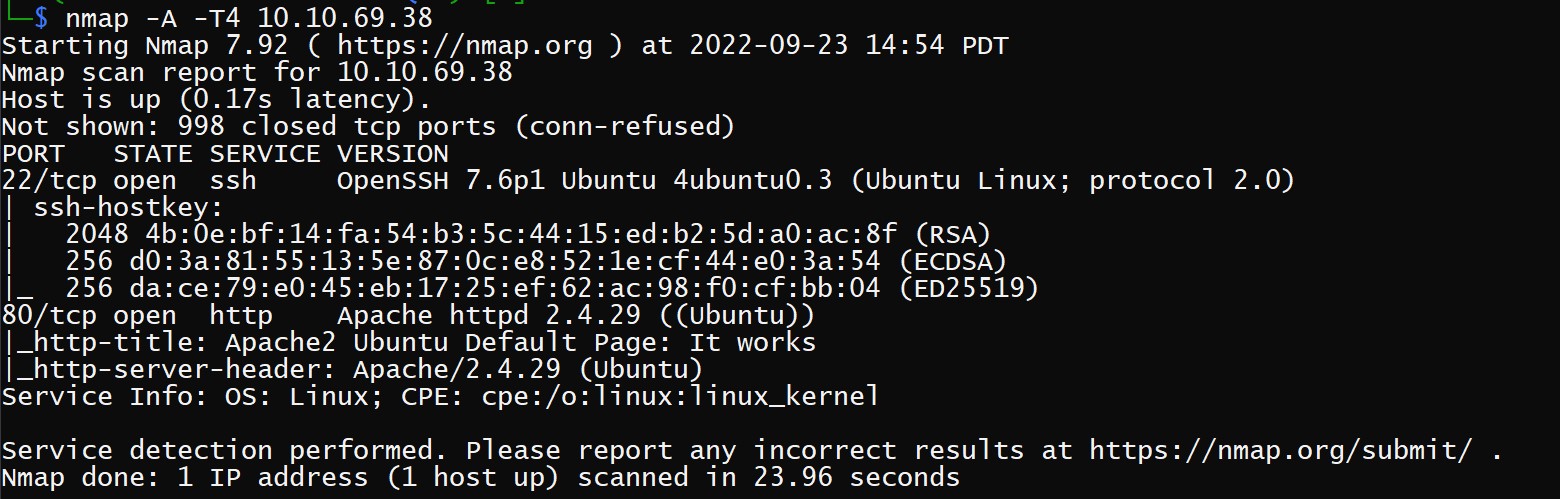 └─$ nmap -A -T4 10.10.69.38
Starting Nmap 7.92 ( https://nmap.org ) at 2022-09-23 14:54 PDT
Nmap scan report for 10.10.69.38
Host is up (0.17s latency).
Not shown: 998 closed tcp ports (conn-refused)
PORT   STATE SERVICE VERSION
22/tcp open  ssh     OpenSSH 7.6p1 Ubuntu 4ubuntu0.3 (Ubuntu Linux; protocol 2.0)
| ssh-hostkey:
|   2048 4b:0e:bf:14:fa:54:b3:5c:44:15:ed:b2:5d:a0:ac:8f (RSA)
|   256 d0:3a:81:55:13:5e:87:0c:e8:52:1e:cf:44:e0:3a:54 (ECDSA)
|_  256 da:ce:79:e0:45:eb:17:25:ef:62:ac:98:f0:cf:bb:04 (ED25519)
80/tcp open  http    Apache httpd 2.4.29 ((Ubuntu))
|_http-title: Apache2 Ubuntu Default Page: It works
|_http-server-header: Apache/2.4.29 (Ubuntu)
Service Info: OS: Linux; CPE: cpe:/o:linux:linux_kernel

Service detection performed. Please report any incorrect results at https://nmap.org/submit/ .
Nmap done: 1 IP address (1 host up) scanned in 23.96 seconds